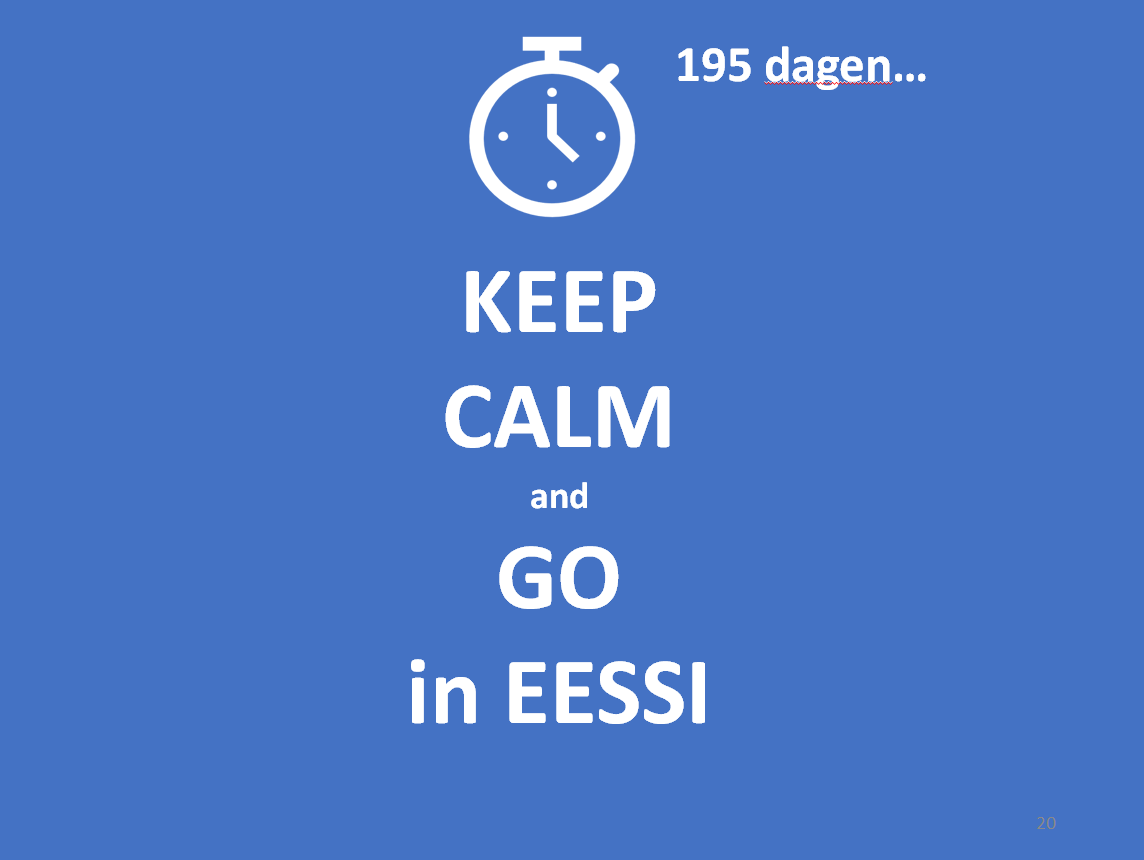 195 dagen...
KEEP
CALM
and
GO
in EESSI
20